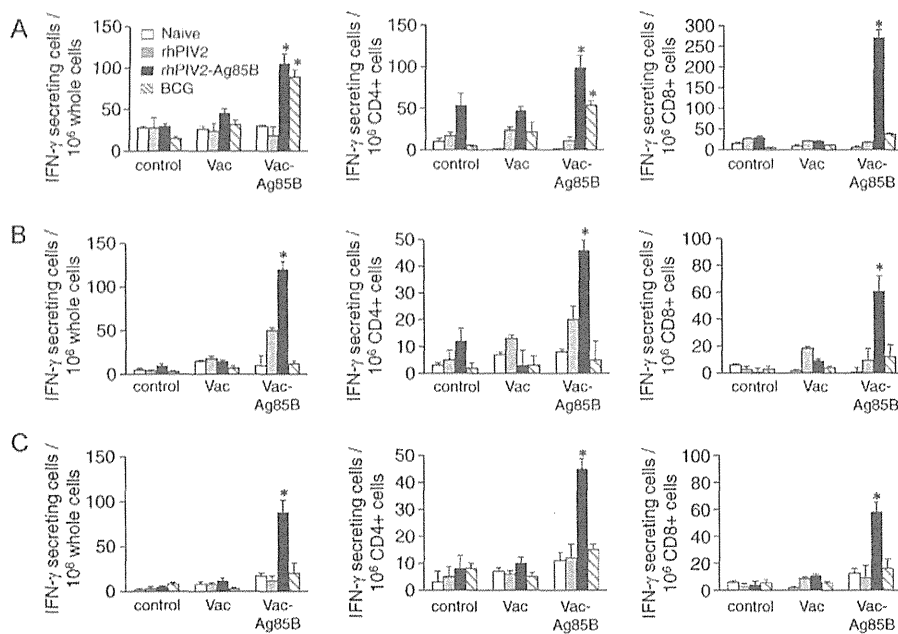 A
IFN-γ secreting cells /
10⁶ whole cells
150
100
50
0
Naive
rhPIV2
rhPIV2-Ag85B
BCG
*
*
control
Vac
Vac-
Ag85B
IFN-γ secreting cells /
10⁶ CD4+ cells
150
100
50
0
*
*
control
Vac
Vac-
Ag85B
IFN-γ secreting cells /
10⁶ CD8+ cells
300
250
200
150
100
50
0
*
control
Vac
Vac-
Ag85B
B
IFN-γ secreting cells /
10⁶ whole cells
150
100
50
0
*
control
Vac
Vac-
Ag85B
IFN-γ secreting cells /
10⁶ CD4+ cells
50
40
30
20
10
0
*
control
Vac
Vac-
Ag85B
IFN-γ secreting cells /
10⁶ CD8+ cells
100
80
60
40
20
0
*
control
Vac
Vac-
Ag85B
C
IFN-γ secreting cells /
10⁶ whole cells
150
100
50
0
*
control
Vac
Vac-
Ag85B
IFN-γ secreting cells /
10⁶ CD4+ cells
50
40
30
20
10
0
*
control
Vac
Vac-
Ag85B
IFN-γ secreting cells /
10⁶ CD8+ cells
100
80
60
40
20
0
*
control
Vac
Vac-
Ag85B